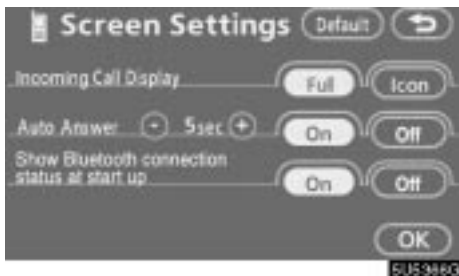 Screen Settings Default
Incoming Call Display Full Icon
Auto Answer - 5sec + On Off
Show Bluetooth connection
status at start up On Off
OK
5U5388G